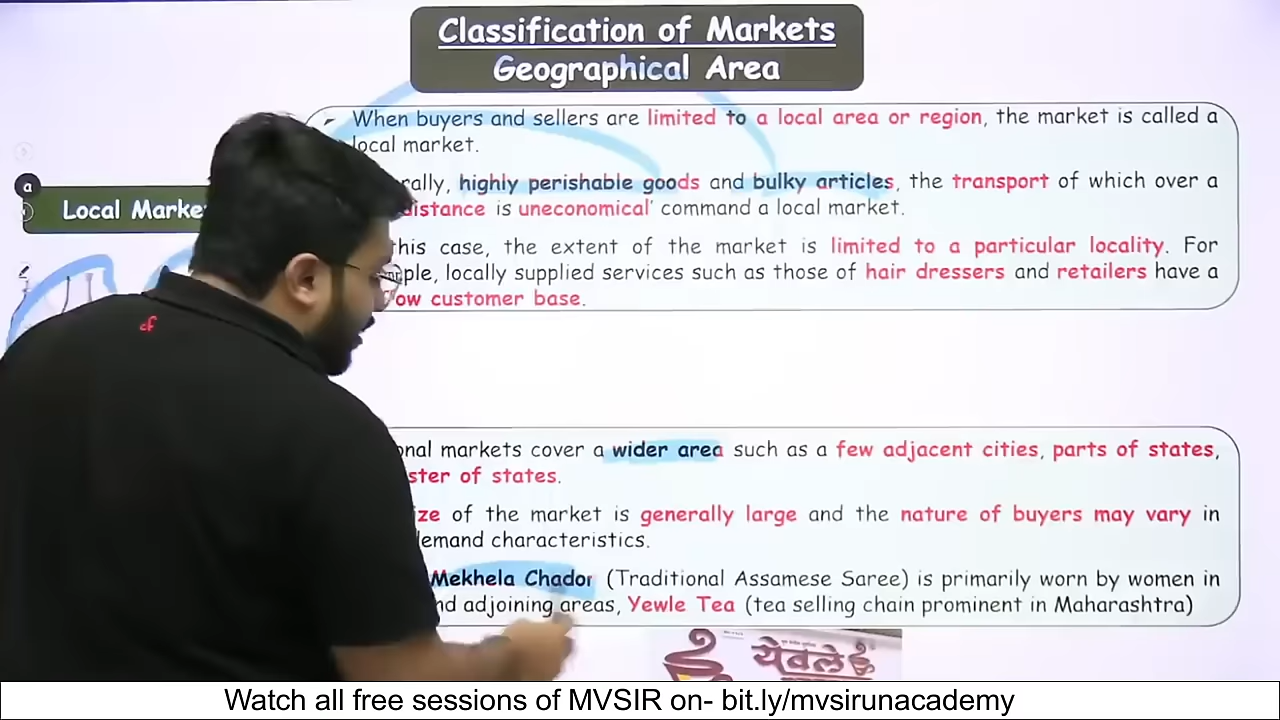 Classification of Markets
Geographical Area
When buyers and sellers are limited to a local area or region, the market is called a
local market.
rally, highly perishable goods and bulky articles, the transport of which over a
distance is uneconomical' command a local market.
this case, the extent of the market is limited to a particular locality. For
ple, locally supplied services such as those of hair dressers and retailers have a
ow customer base.
a
Local Marke
onal markets cover a wider area such as a few adjacent cities, parts of states,
ster of states.
ize of the market is generally large and the nature of buyers may vary in
demand characteristics.
Mekhela Chador (Traditional Assamese Saree) is primarily worn by women in
nd adjoining areas, Yewle Tea (tea selling chain prominent in Maharashtra)
येवले
Watch all free sessions of MVSIR on- bit.ly/mvsirunacademy